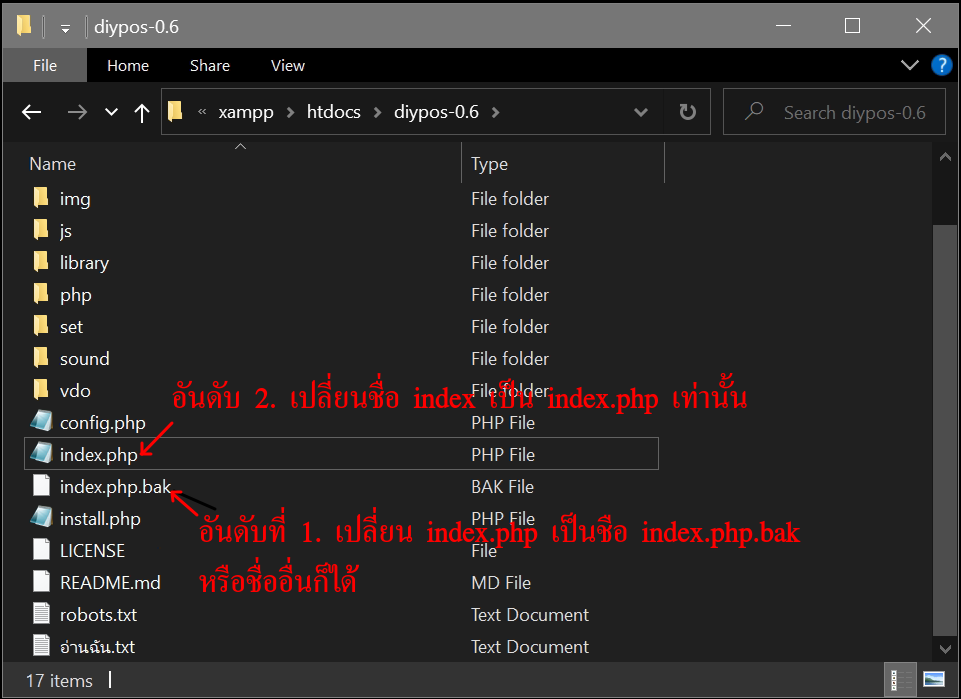 diypos-0.6
File Home Share View
« xampp > htdocs > diypos-0.6 > Search diypos-0.6
Name Type
img File folder
js File folder
library File folder
php File folder
set File folder
sound File folder
vdo File folder
อันดับ 2. เปลี่ยนชื่อ index เป็น index.php เท่านั้น
config.php PHP File
index.php PHP File
index.php.bak BAK File
install.php PHP File
อันดับที่ 1. เปลี่ยน index.php เป็นชือ index.php.bak
LICENSE File
หรือชื่ออื่นก็ได้
README.md MD File
robots.txt Text Document
อ่านฉัน.txt Text Document
17 items